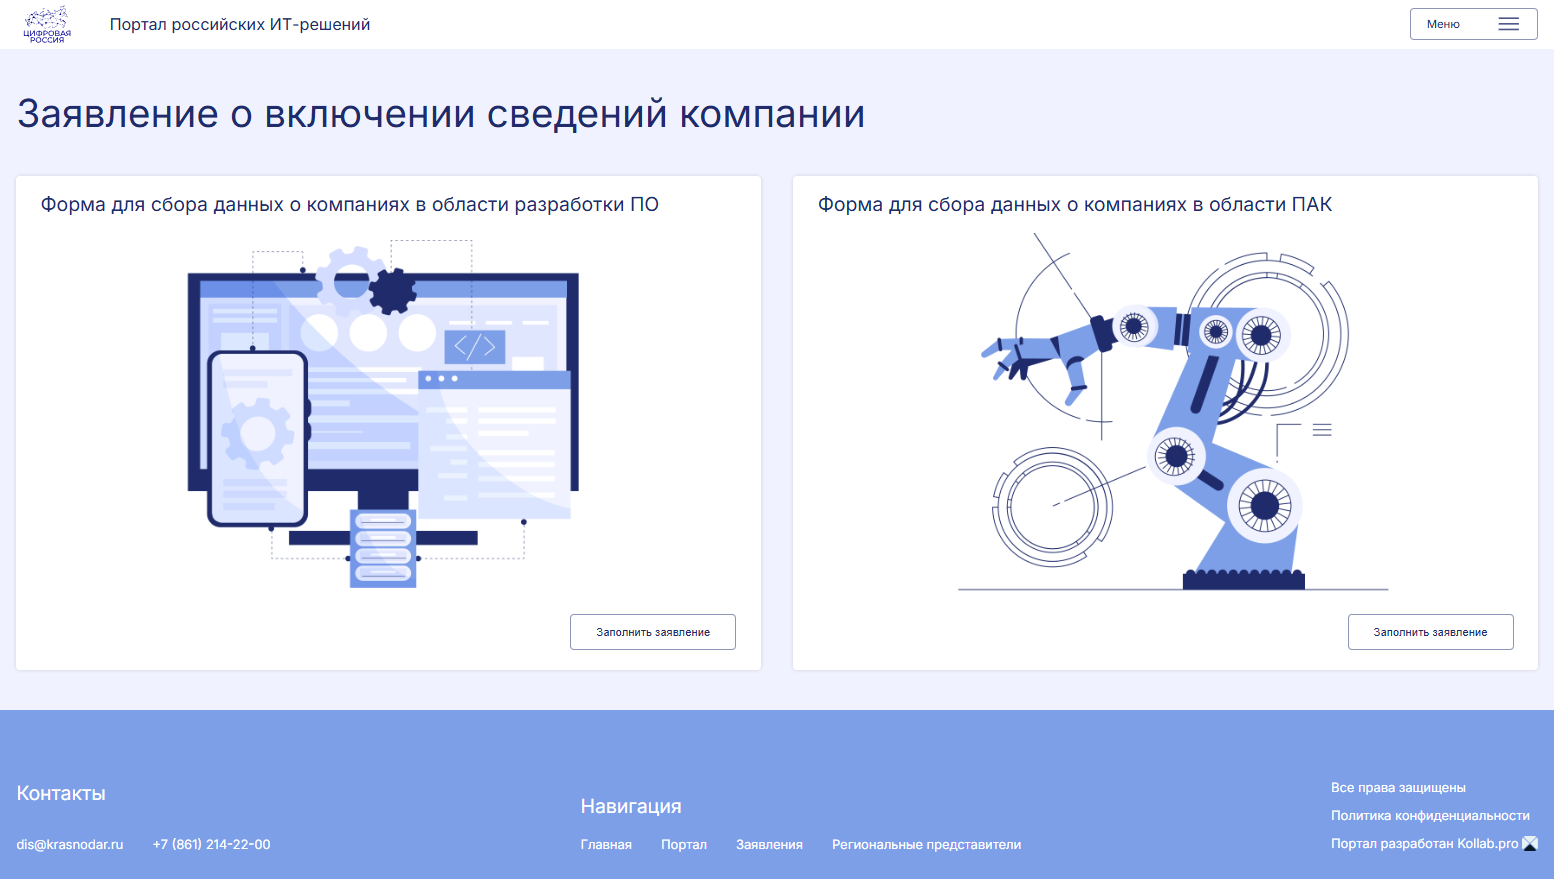 ЦИФРОВАЯ
РОССИЯ
Портал российских ИТ-решений
Меню
Заявление о включении сведений компании
Форма для сбора данных о компаниях в области разработки ПО
</>
Заполнить заявление
Форма для сбора данных о компаниях в области ПАК
Заполнить заявление
Контакты
dis@krasnodar.ru +7 (861) 214-22-00
Навигация
Главная Портал Заявления Региональные представители
Все права защищены
Политика конфиденциальности
Портал разработан Kollab.pro